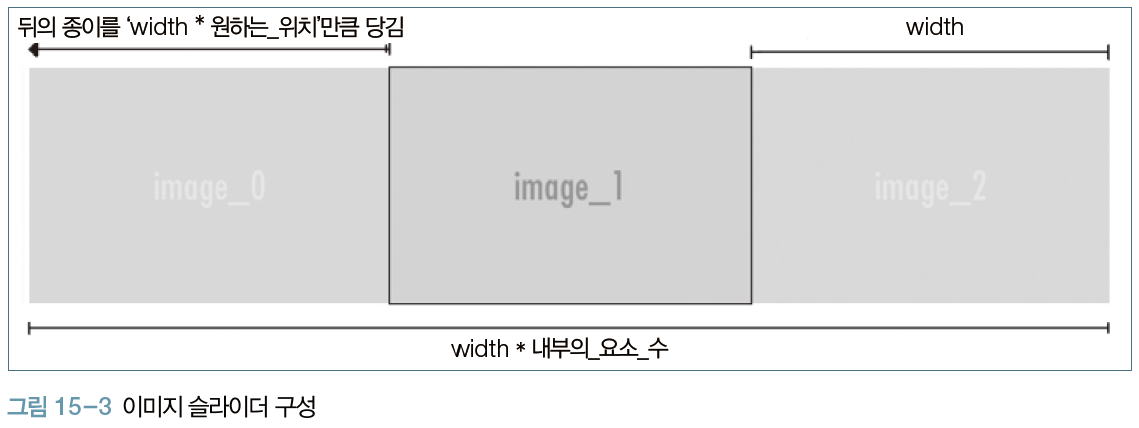 뒤의 종이를 ‘width * 원하는_위치’만큼 당김
width
image_0
image_1
image_2
width * 내부의_요소_수
그림 15-3 이미지 슬라이더 구성